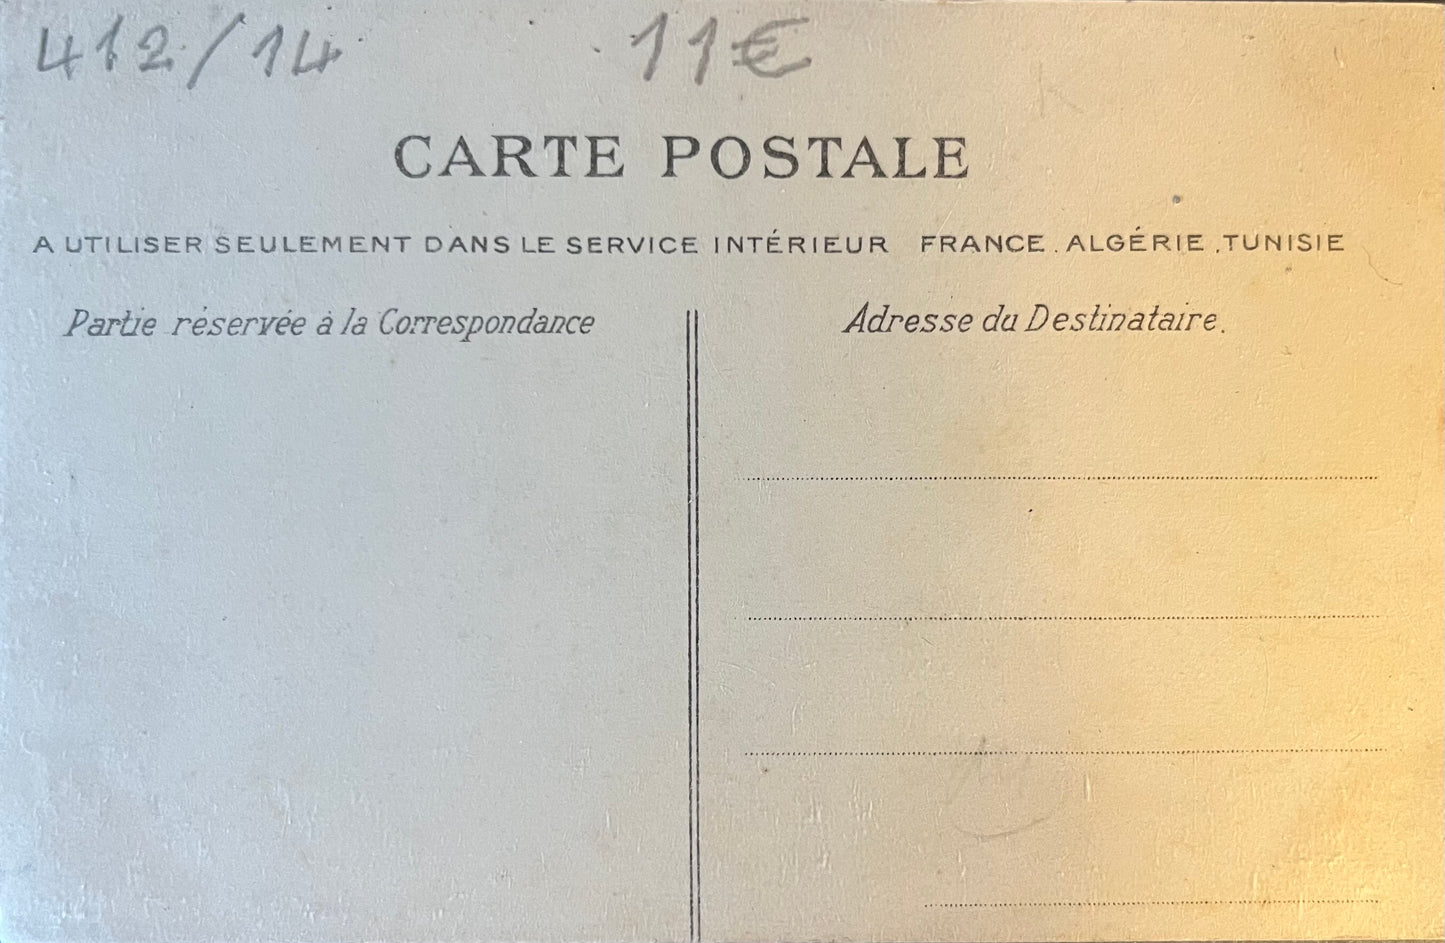 412/14 11€
CARTE POSTALE
A UTILISER SEULEMENT DANS LE SERVICE INTÉRIEUR FRANCE. ALGÉRIE. TUNISIE
Partie réservée à la Correspondance
Adresse du Destinataire.